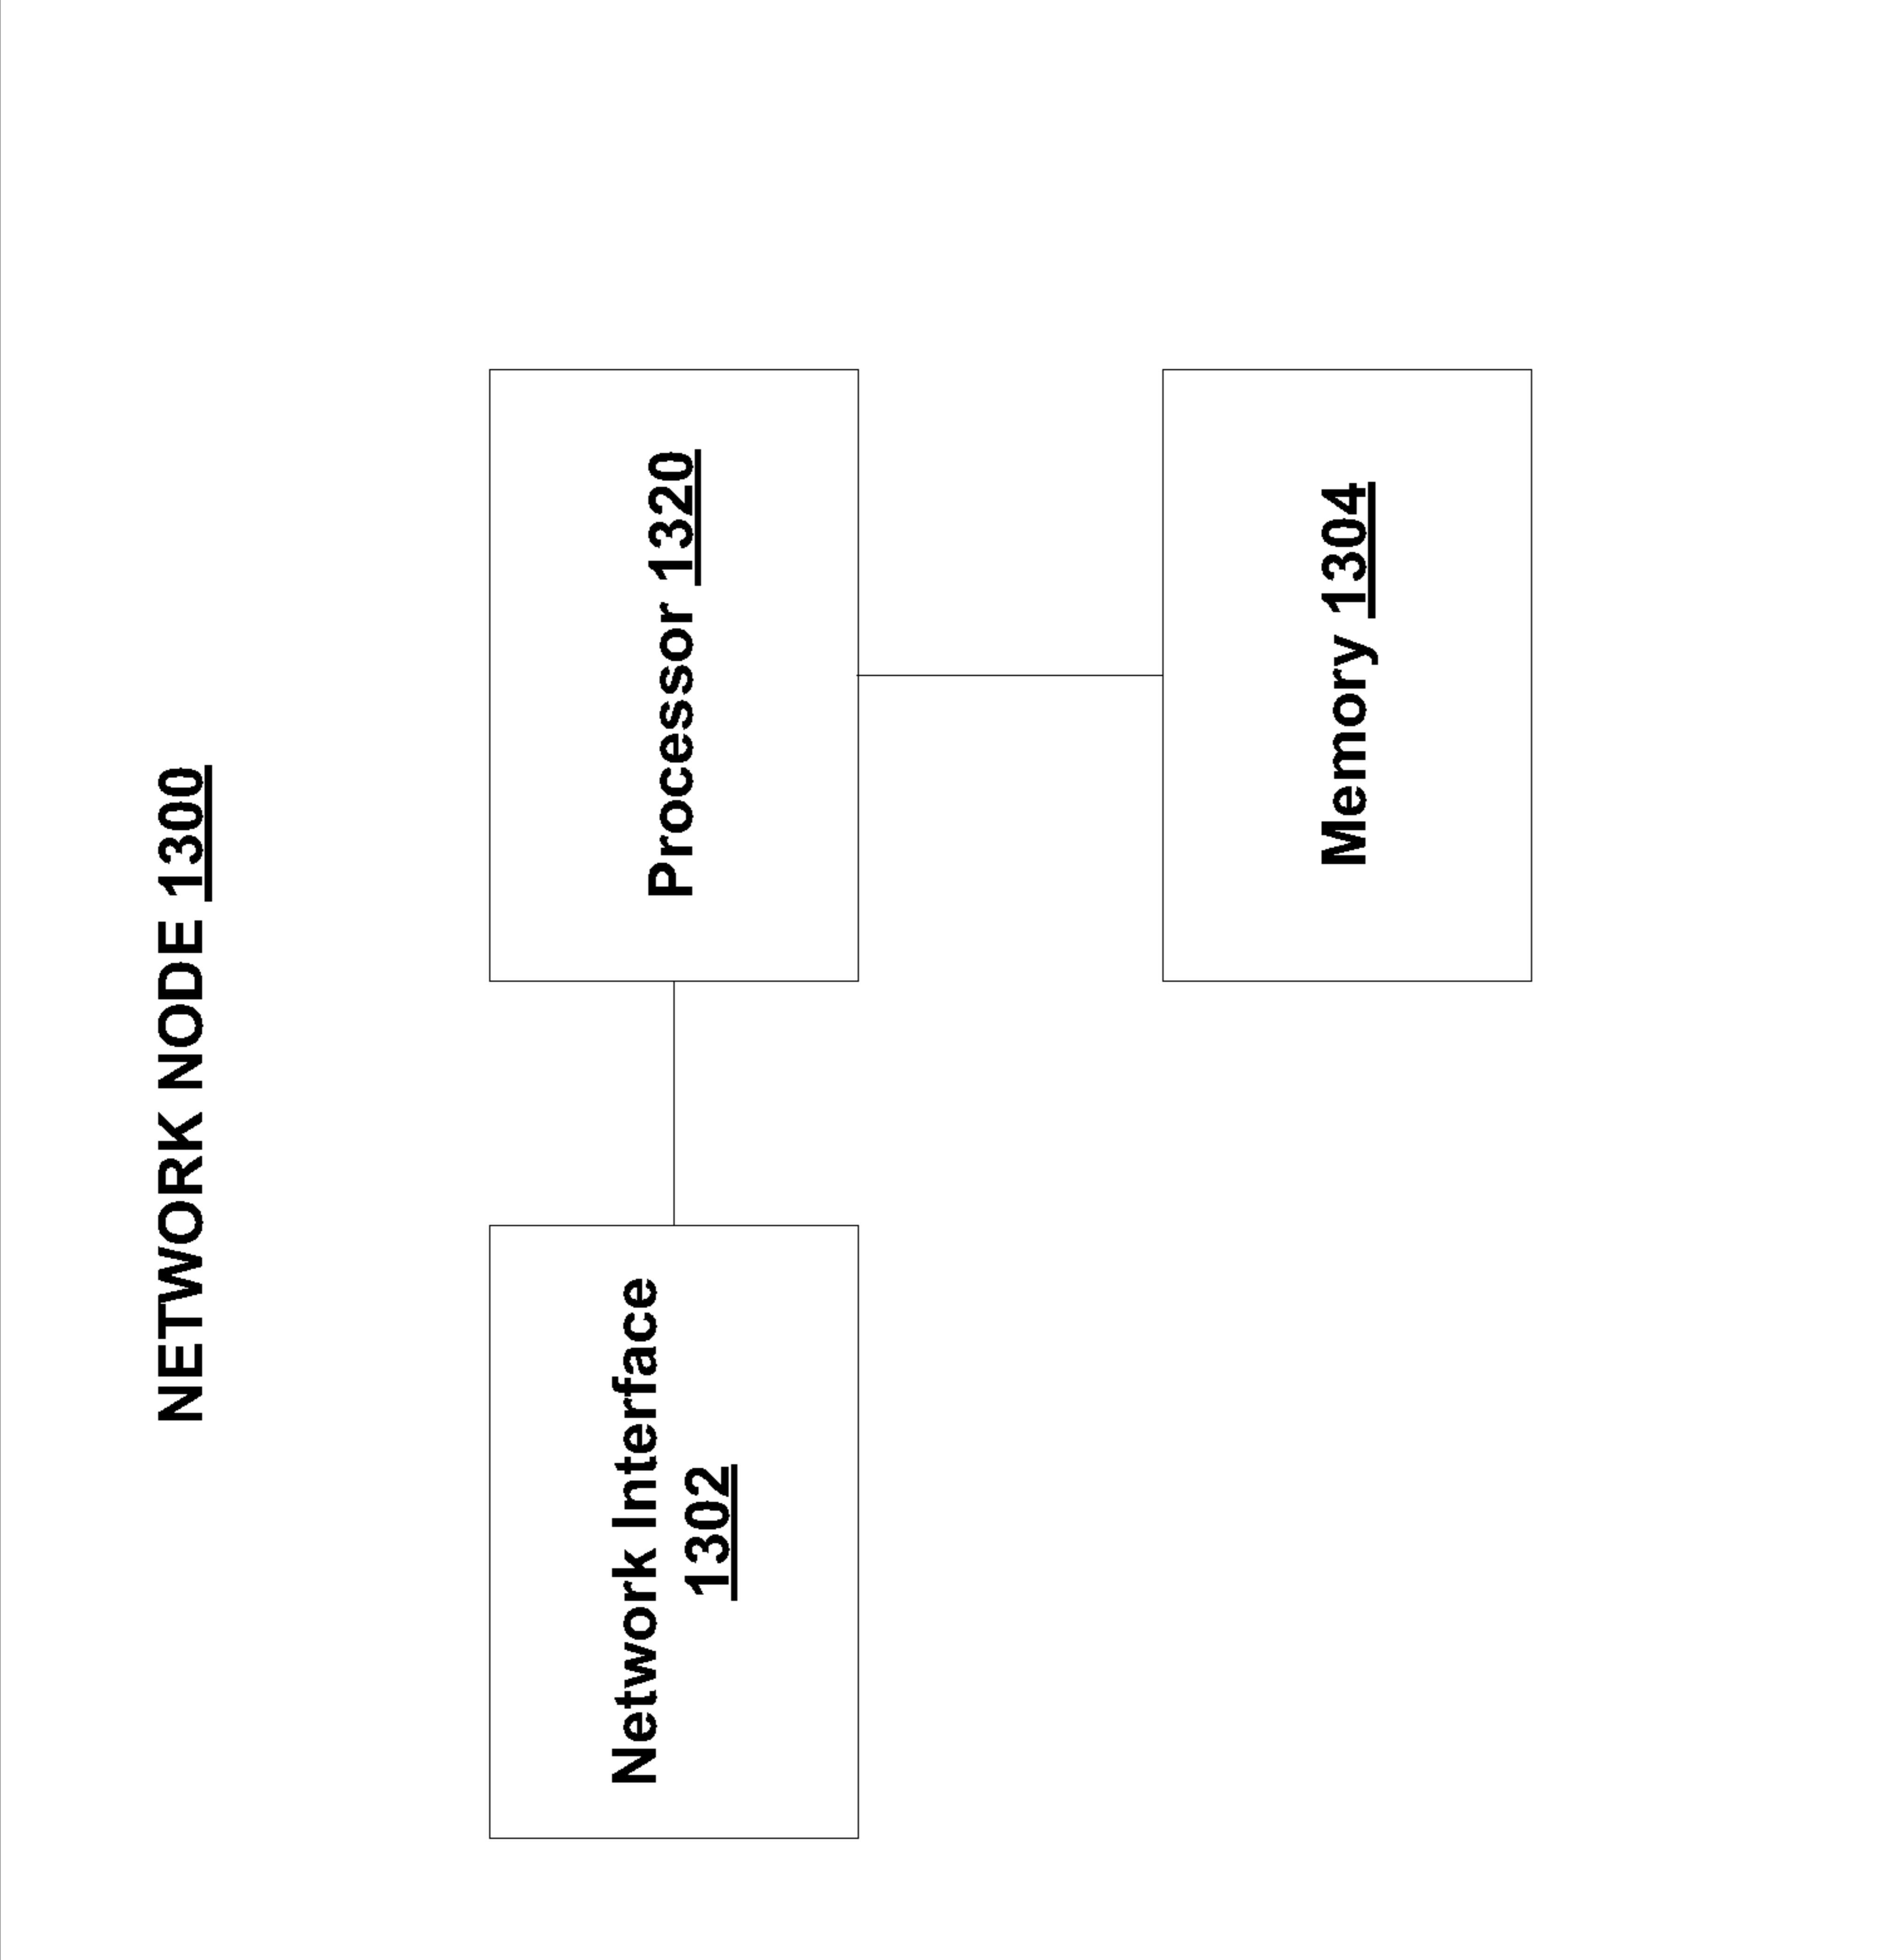 NETWORK NODE 1300
Network Interface
1302
Processor 1320
Memory 1304